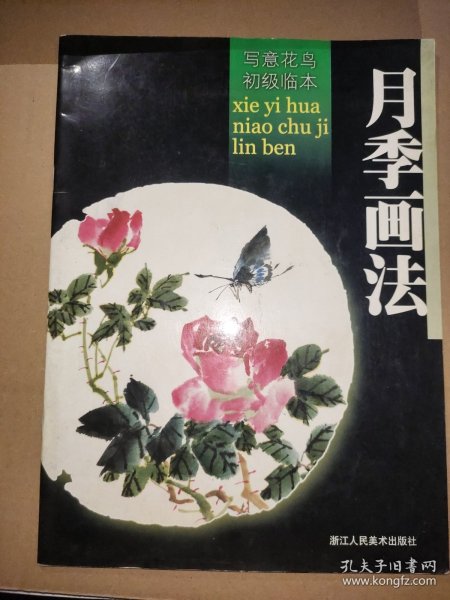 写意花鸟
初级临本
xie yi hua
niao chu ji
lin ben
月季画法
浙江人民美术出版社
孔夫子旧书网
www.kongfz.com